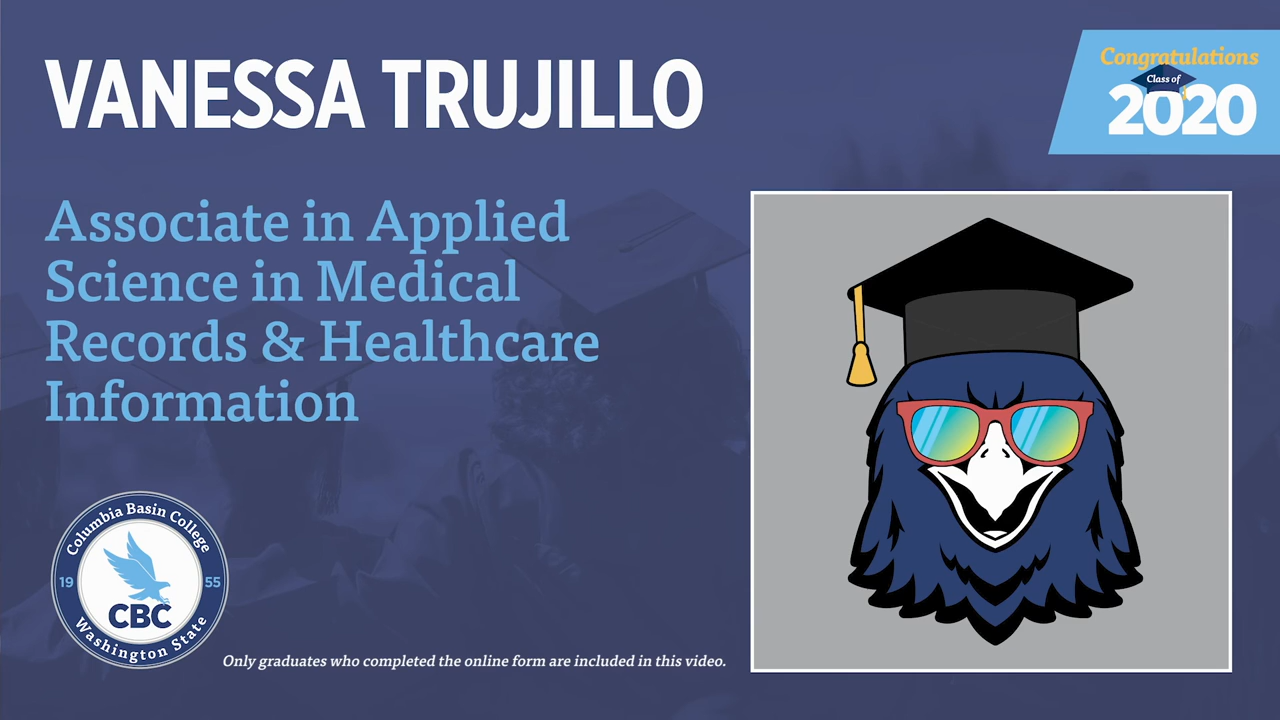 VANESSA TRUJILLO
Congratulations
Class of
2020
Associate in Applied
Science in Medical
Records & Healthcare
Information
Columbia Basin College
19 55
CBC
Washington State
Only graduates who completed the online form are included in this video.